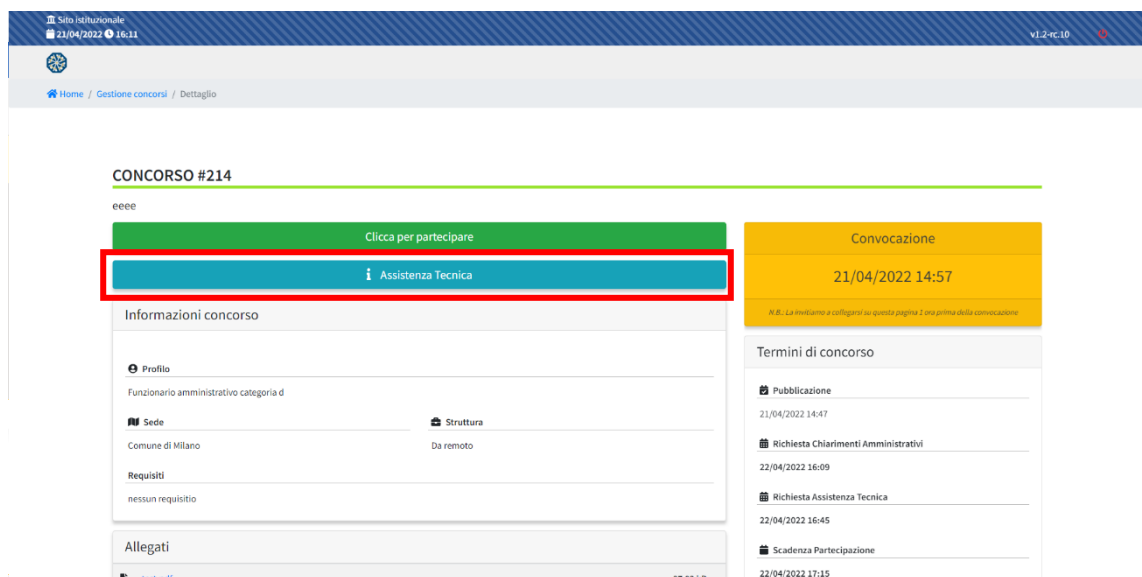 Sito istituzionale
21/04/2022 16:11
v1.2-rc.10
Home / Gestione concorsi / Dettaglio
CONCORSO #214
eeee
Clicca per partecipare
Assistenza Tecnica
Informazioni concorso
Profilo
Funzionario amministrativo categoria d
Sede
Struttura
Comune di Milano
Da remoto
Requisiti
nessun requisitio
Allegati
Convocazione
21/04/2022 14:57
N.B.: La invitiamo a collegarsi su questa pagina 1 ora prima della convocazione
Termini di concorso
Pubblicazione
21/04/2022 14:47
Richiesta Chiarimenti Amministrativi
22/04/2022 16:09
Richiesta Assistenza Tecnica
22/04/2022 16:45
Scadenza Partecipazione
22/04/2022 17:15